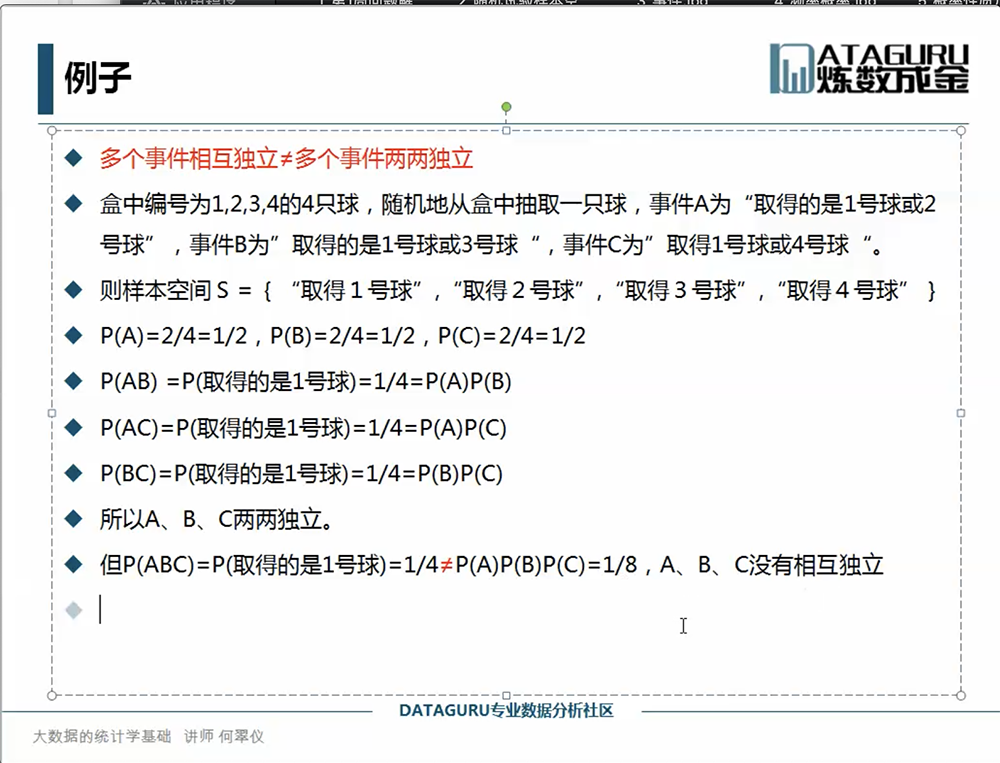 例子
ATAGURU
炼数成金
多个事件相互独立≠多个事件两两独立
盒中编号为1,2,3,4的4只球，随机地从盒中抽取一只球，事件A为“取得的是1号球或2
号球”，事件B为”取得的是1号球或3号球“，事件C为”取得1号球或4号球“。
则样本空间S = { “取得1号球”,“取得2号球”,“取得3号球”,“取得4号球” }
P(A)=2/4=1/2，P(B)=2/4=1/2，P(C)=2/4=1/2
P(AB) =P(取得的是1号球)=1/4=P(A)P(B)
P(AC)=P(取得的是1号球)=1/4=P(A)P(C)
P(BC)=P(取得的是1号球)=1/4=P(B)P(C)
所以A、B、C两两独立。
但P(ABC)=P(取得的是1号球)=1/4≠P(A)P(B)P(C)=1/8，A、B、C没有相互独立
DATAGURU专业数据分析社区
大数据的统计学基础 讲师 何翠仪